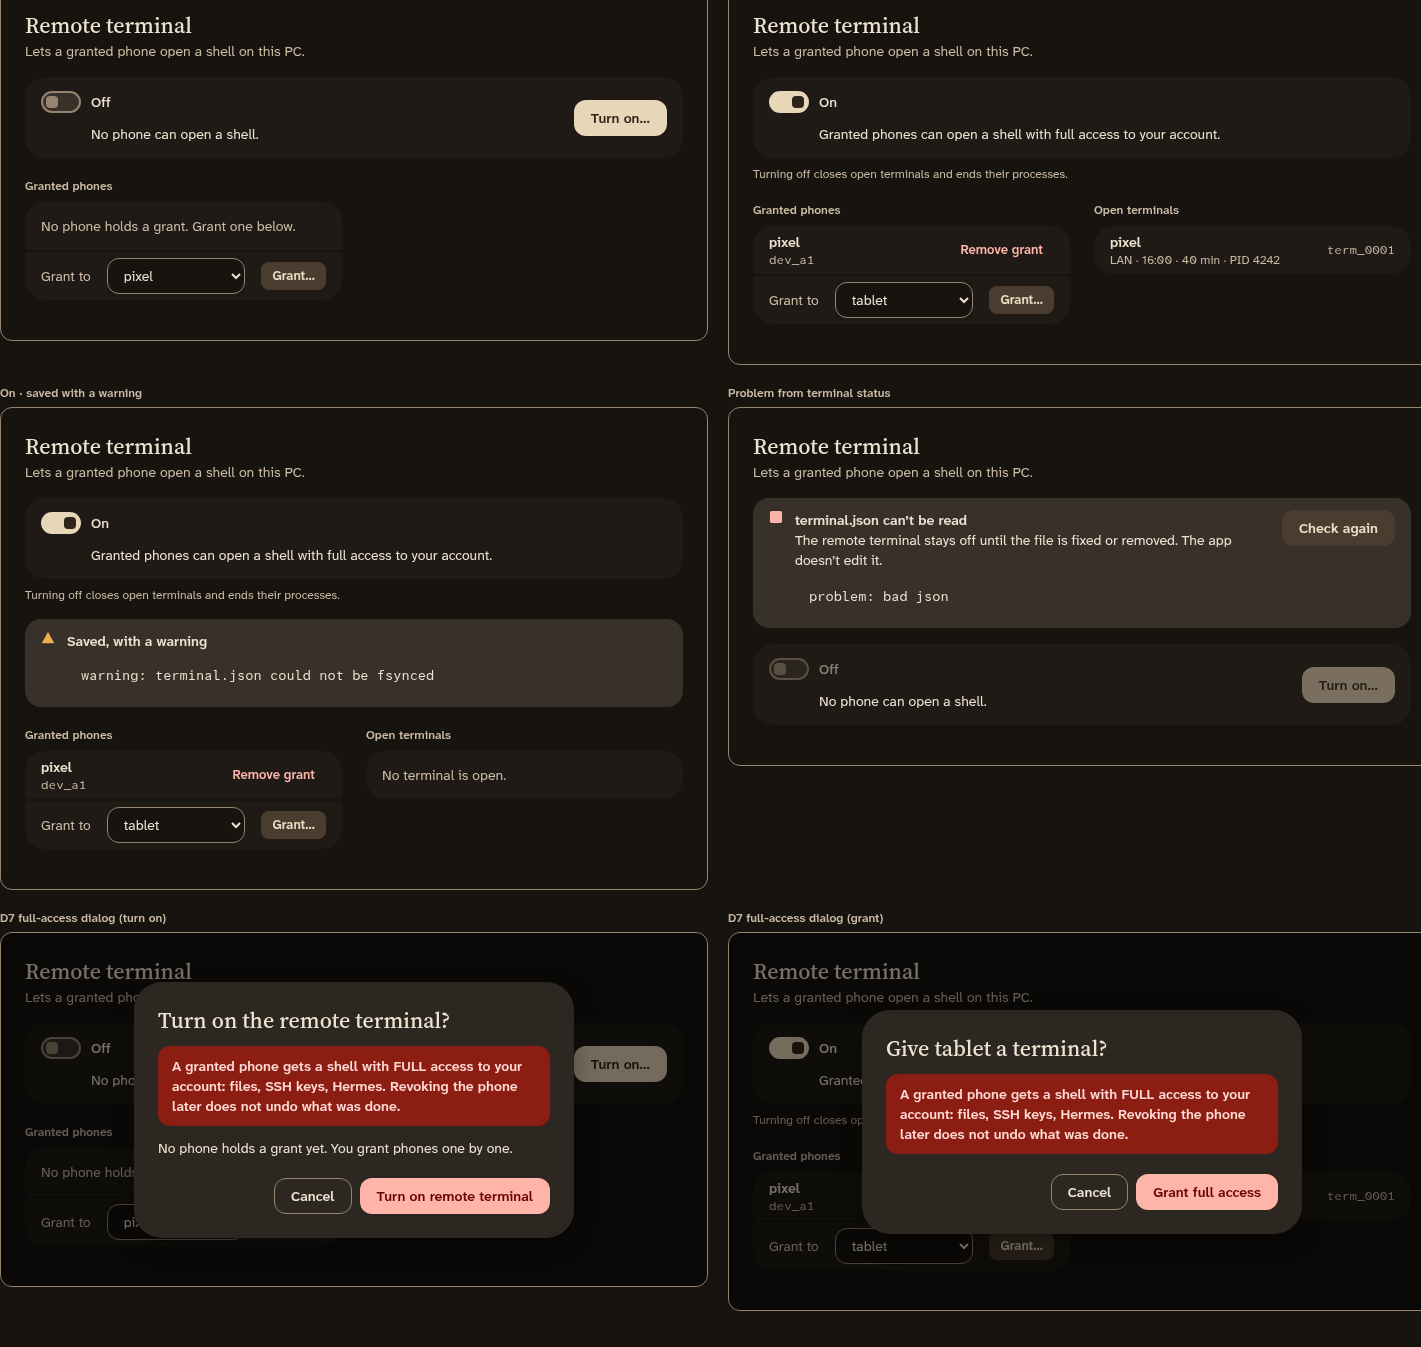 Remote terminal
Lets a granted phone open a shell on this PC.
Off
No phone can open a shell.
Turn on...
Granted phones
No phone holds a grant. Grant one below.
Grant to
pixel
Grant...
Remote terminal
Lets a granted phone open a shell on this PC.
On
Granted phones can open a shell with full access to your account.
Turning off closes open terminals and ends their processes.
Granted phones
pixel
dev_a1
Remove grant
Grant to
tablet
Grant...
Open terminals
pixel
LAN · 16:00 · 40 min · PID 4242
term_0001
On · saved with a warning
Remote terminal
Lets a granted phone open a shell on this PC.
On
Granted phones can open a shell with full access to your account.
Turning off closes open terminals and ends their processes.
Saved, with a warning
warning: terminal.json could not be fsynced
Granted phones
pixel
dev_a1
Remove grant
Grant to
tablet
Grant...
Open terminals
No terminal is open.
Problem from terminal status
Remote terminal
Lets a granted phone open a shell on this PC.
terminal.json can't be read
The remote terminal stays off until the file is fixed or removed. The app
doesn't edit it.
problem: bad json
Check again
Off
No phone can open a shell.
Turn on...
D7 full-access dialog (turn on)
Remote terminal
Lets a granted pho
Off
No pho
Turn on...
Granted phones
No phone holds
Grant to
pix
Turn on the remote terminal?
A granted phone gets a shell with FULL access to your
account: files, SSH keys, Hermes. Revoking the phone
later does not undo what was done.
No phone holds a grant yet. You grant phones one by one.
Cancel
Turn on remote terminal
D7 full-access dialog (grant)
Remote terminal
Lets a granted phone open a shell on this PC.
On
Grante
Turning off closes op
Granted phones
pixel
dev_a1
Grant to
tablet
Grant...
term_0001
Give tablet a terminal?
A granted phone gets a shell with FULL access to your
account: files, SSH keys, Hermes. Revoking the phone
later does not undo what was done.
Cancel
Grant full access